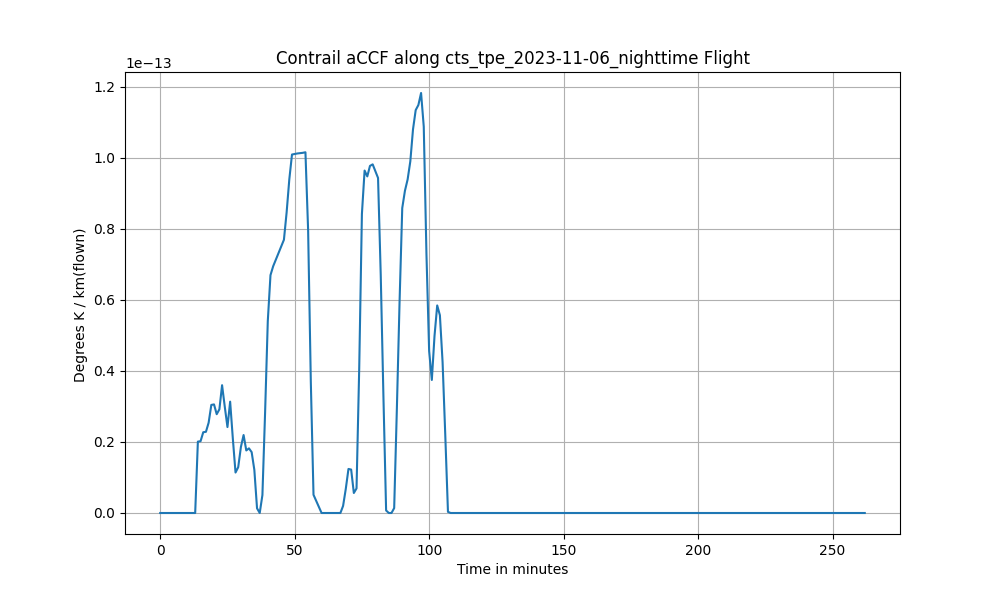 Contrail aCCF along cts_tpe_2023-11-06_nighttime Flight
1e−13
1.2
1.0
0.8
0.6
0.4
0.2
0.0
Degrees K / km(flown)
0 50 100 150 200 250
Time in minutes